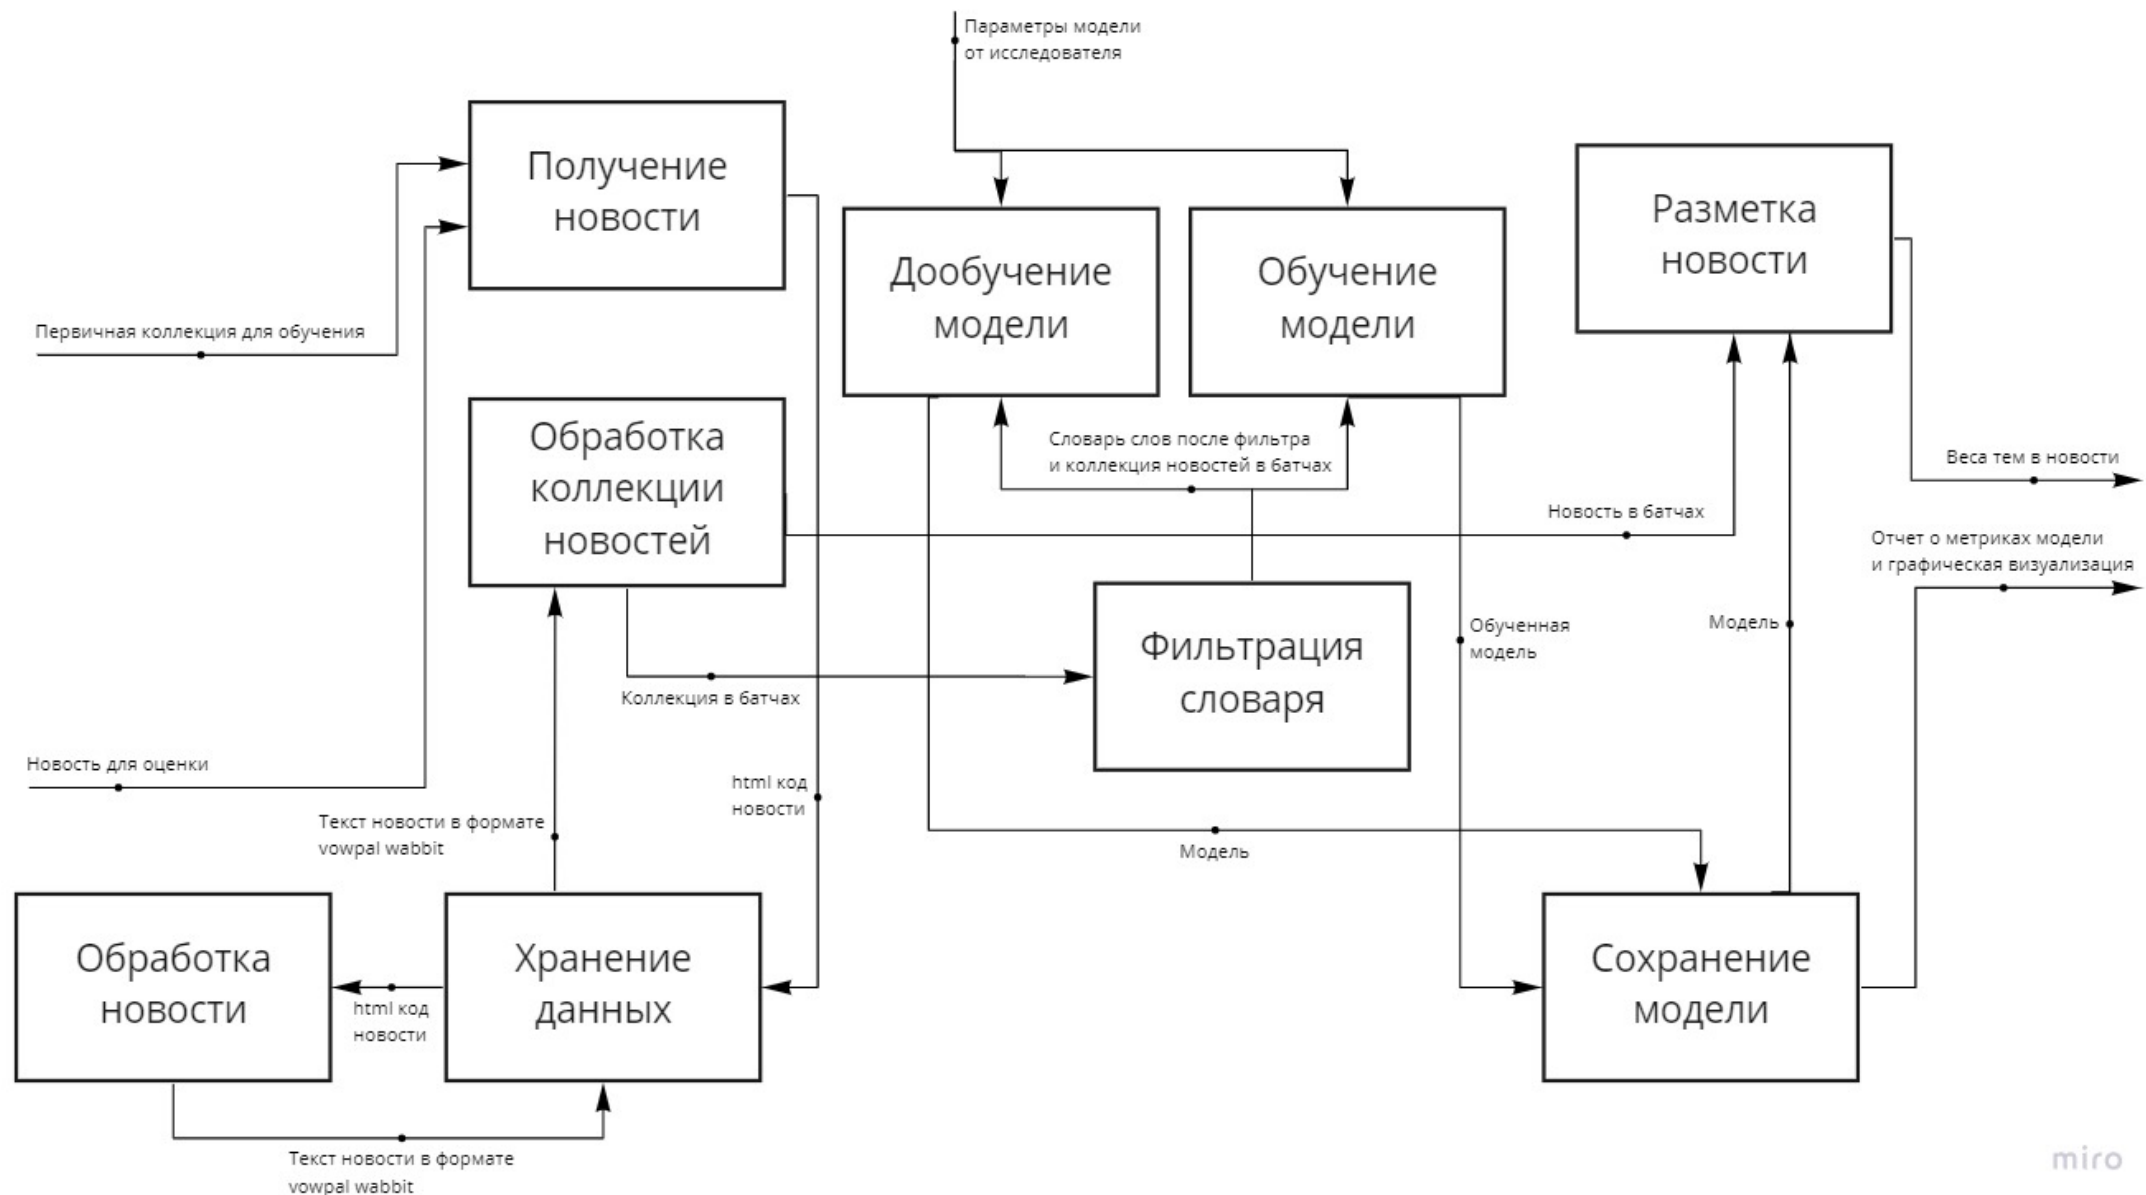 Параметры модели
от исследователя
Получение
новости
Разметка
новости
Дообучение
модели
Обучение
модели
Первичная коллекция для обучения
Обработка
коллекции
новостей
Словарь слов после фильтра
и коллекция новостей в батчах
Веса тем в новости
Новость в батчах
Отчет о метриках модели
и графическая визуализация
Фильтрация
словаря
Обученная
модель
Модель
Коллекция в батчах
Новость для оценки
html код
новости
Текст новости в формате
vowpal wabbit
Модель
Обработка
новости
Хранение
данных
Сохранение
модели
html код
новости
Текст новости в формате
vowpal wabbit
miro